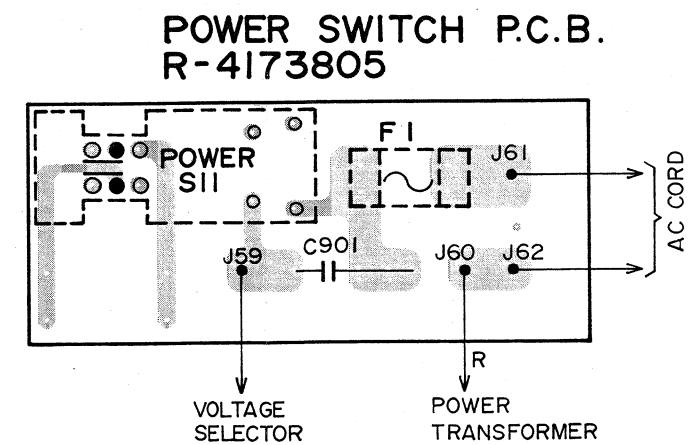 POWER SWITCH P.C.B.
R-4173805
F1
POWER
S11
J61
AC CORD
J59
C901
J60
J62
R
VOLTAGE
SELECTOR
POWER
TRANSFORMER